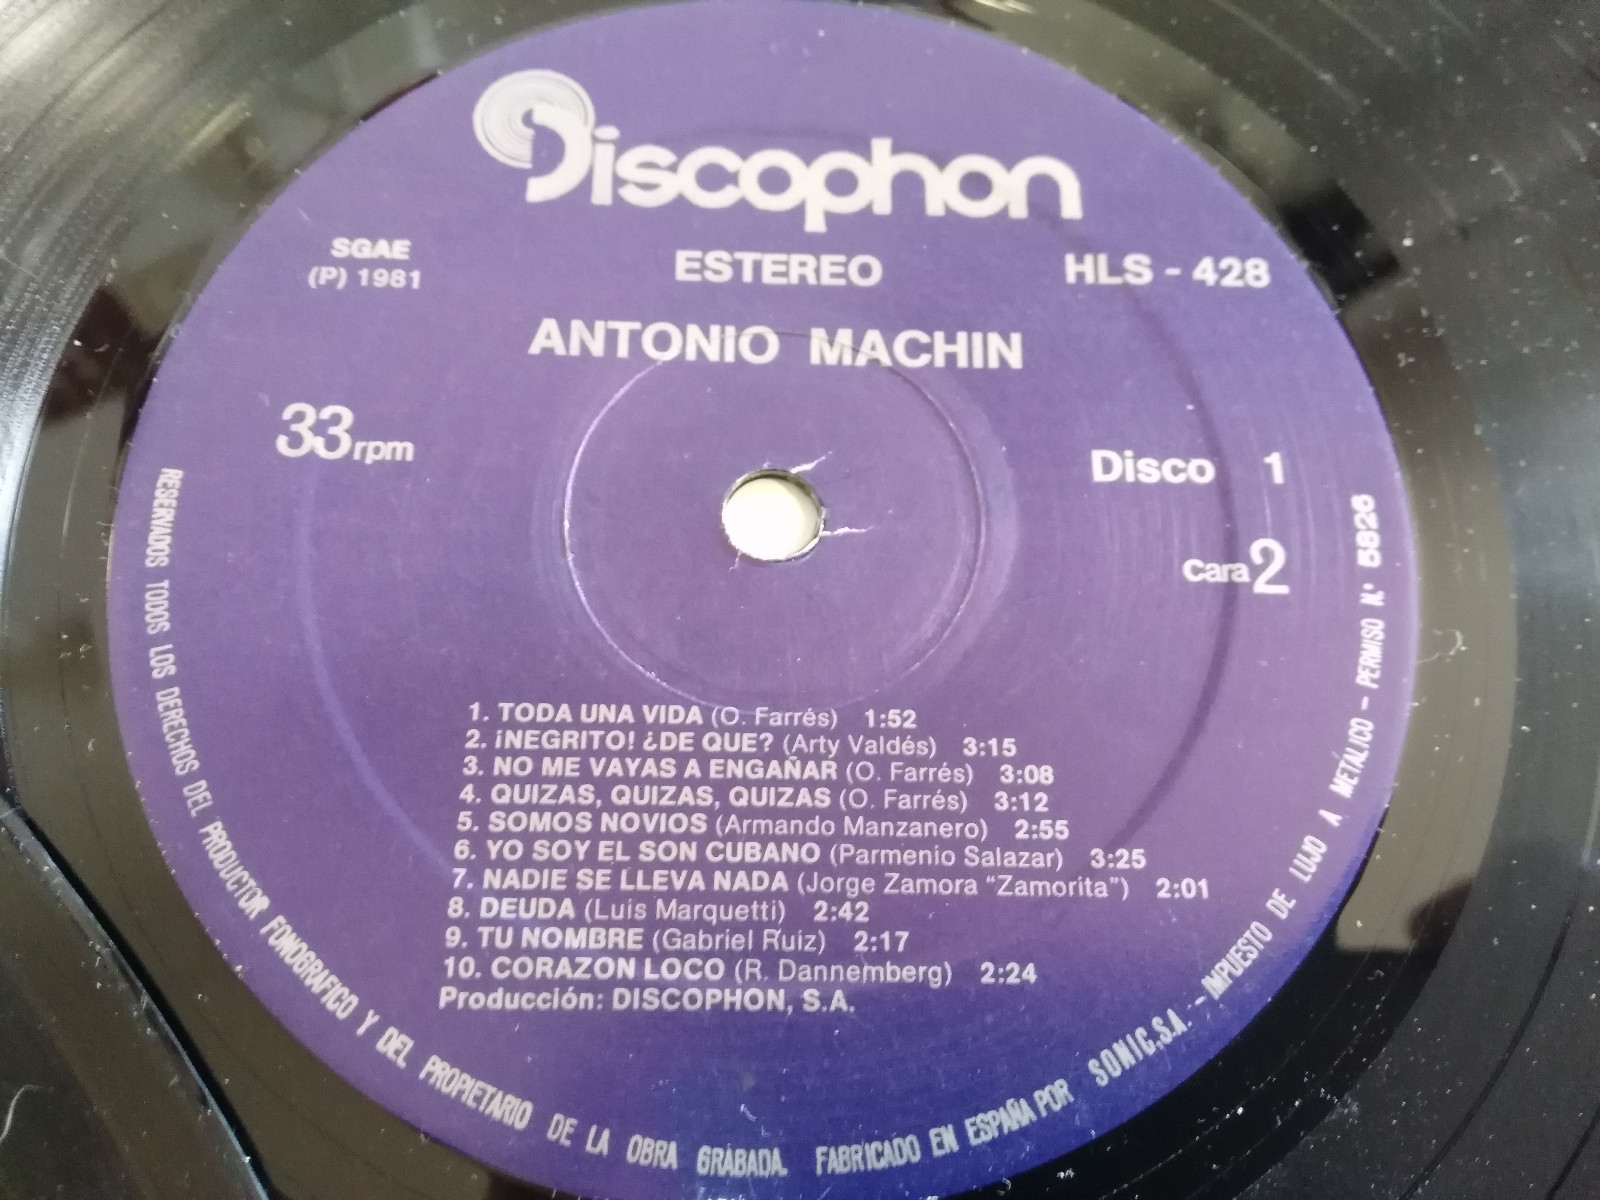 Discophon
SGAE
(P) 1981
ESTEREO
HLS - 428
ANTONIO MACHIN
33 rpm
Disco 1
cara 2
1. TODA UNA VIDA (O. Farrés) 1:52
2. ¡NEGRITO! ¿DE QUE? (Arty Valdés) 3:15
3. NO ME VAYAS A ENGAÑAR (O. Farrés) 3:08
4. QUIZAS, QUIZAS, QUIZAS (O. Farrés) 3:12
5. SOMOS NOVIOS (Armando Manzanero) 2:55
6. YO SOY EL SON CUBANO (Parmenio Salazar) 3:25
7. NADIE SE LLEVA NADA (Jorge Zamora "Zamorita") 2:01
8. DEUDA (Luis Marquetti) 2:42
9. TU NOMBRE (Gabriel Ruiz) 2:17
10. CORAZON LOCO (R. Dannemberg) 2:24
Producción: DISCOPHON, S.A.
RESERVADOS TODOS LOS DERECHOS DEL PRODUCTOR FONOGRAFICO Y DEL PROPIETARIO DE LA OBRA GRABADA. FABRICADO EN ESPAÑA POR SONIC, S.A. - IMPUESTO DE LUJO A METÁLICO - PERMISO N.º 5826